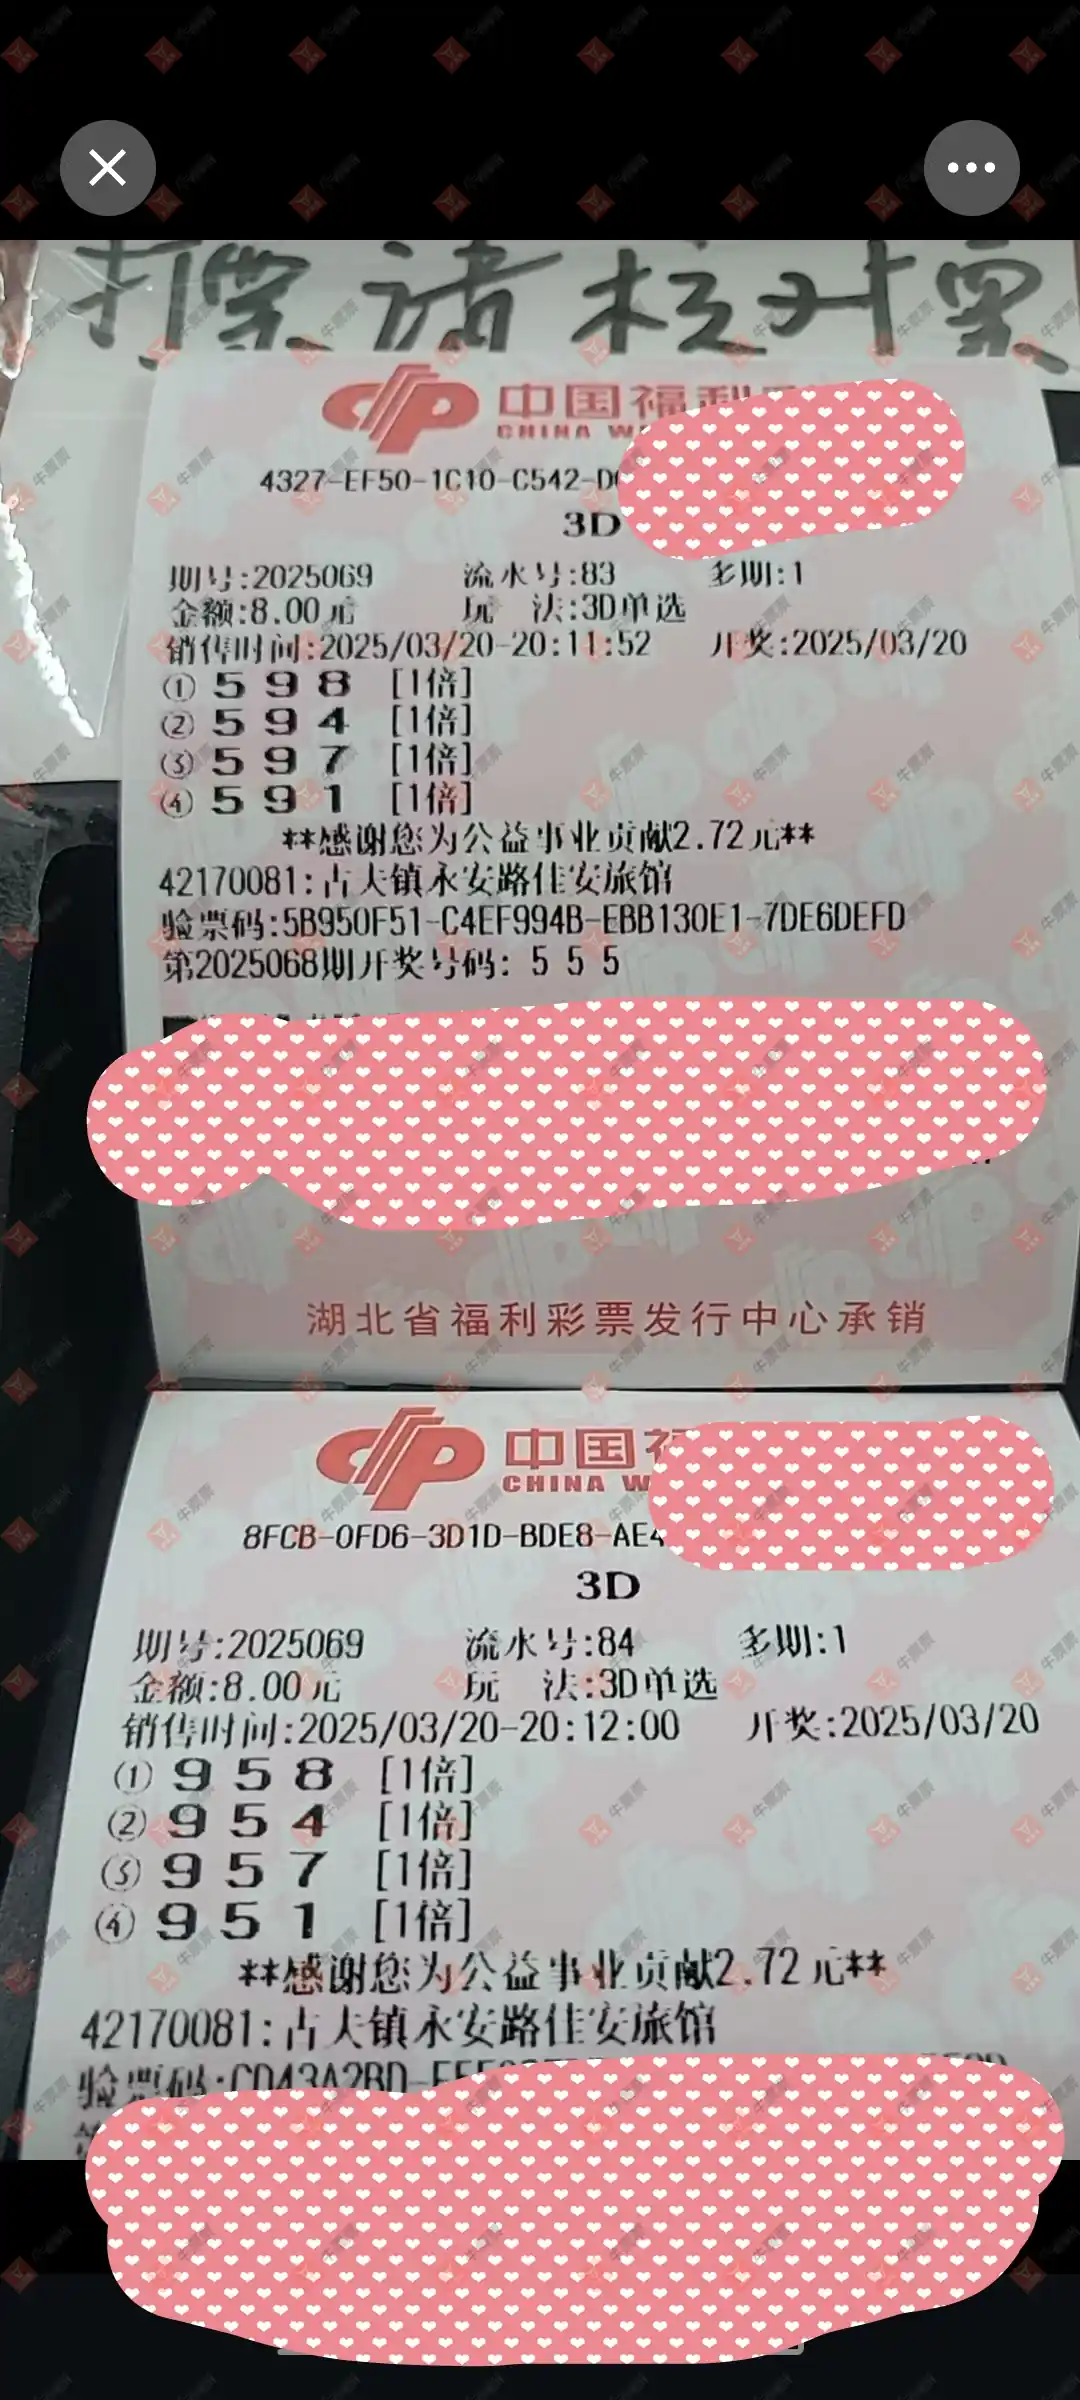 打票请核对票
中国福利
CHINA W
4327-EF50-1C10-C542-D
3D
期号:2025069 流水号:83 多期:1
金额:8.00元 玩 法:3D单选
销售时间:2025/03/20-20:11:52 开奖:2025/03/20
① 5 9 8 [1倍]
② 5 9 4 [1倍]
③ 5 9 7 [1倍]
④ 5 9 1 [1倍]
**感谢您为公益事业贡献2.72元**
42170081:古夫镇永安路佳安旅馆
验票码:5B950F51-C4EF994B-EBB130E1-7DE6DEFD
第2025068期开奖号码: 5 5 5
湖北省福利彩票发行中心承销
中国
CHINA W
8FCB-0FD6-3D1D-BDE8-AE4
3D
期号:2025069 流水号:84 多期:1
金额:8.00元 玩 法:3D单选
销售时间:2025/03/20-20:12:00 开奖:2025/03/20
① 9 5 8 [1倍]
② 9 5 4 [1倍]
③ 9 5 7 [1倍]
④ 9 5 1 [1倍]
**感谢您为公益事业贡献2.72元**
42170081:古夫镇永安路佳安旅馆
验票码:CD43A2BD-
牛票票